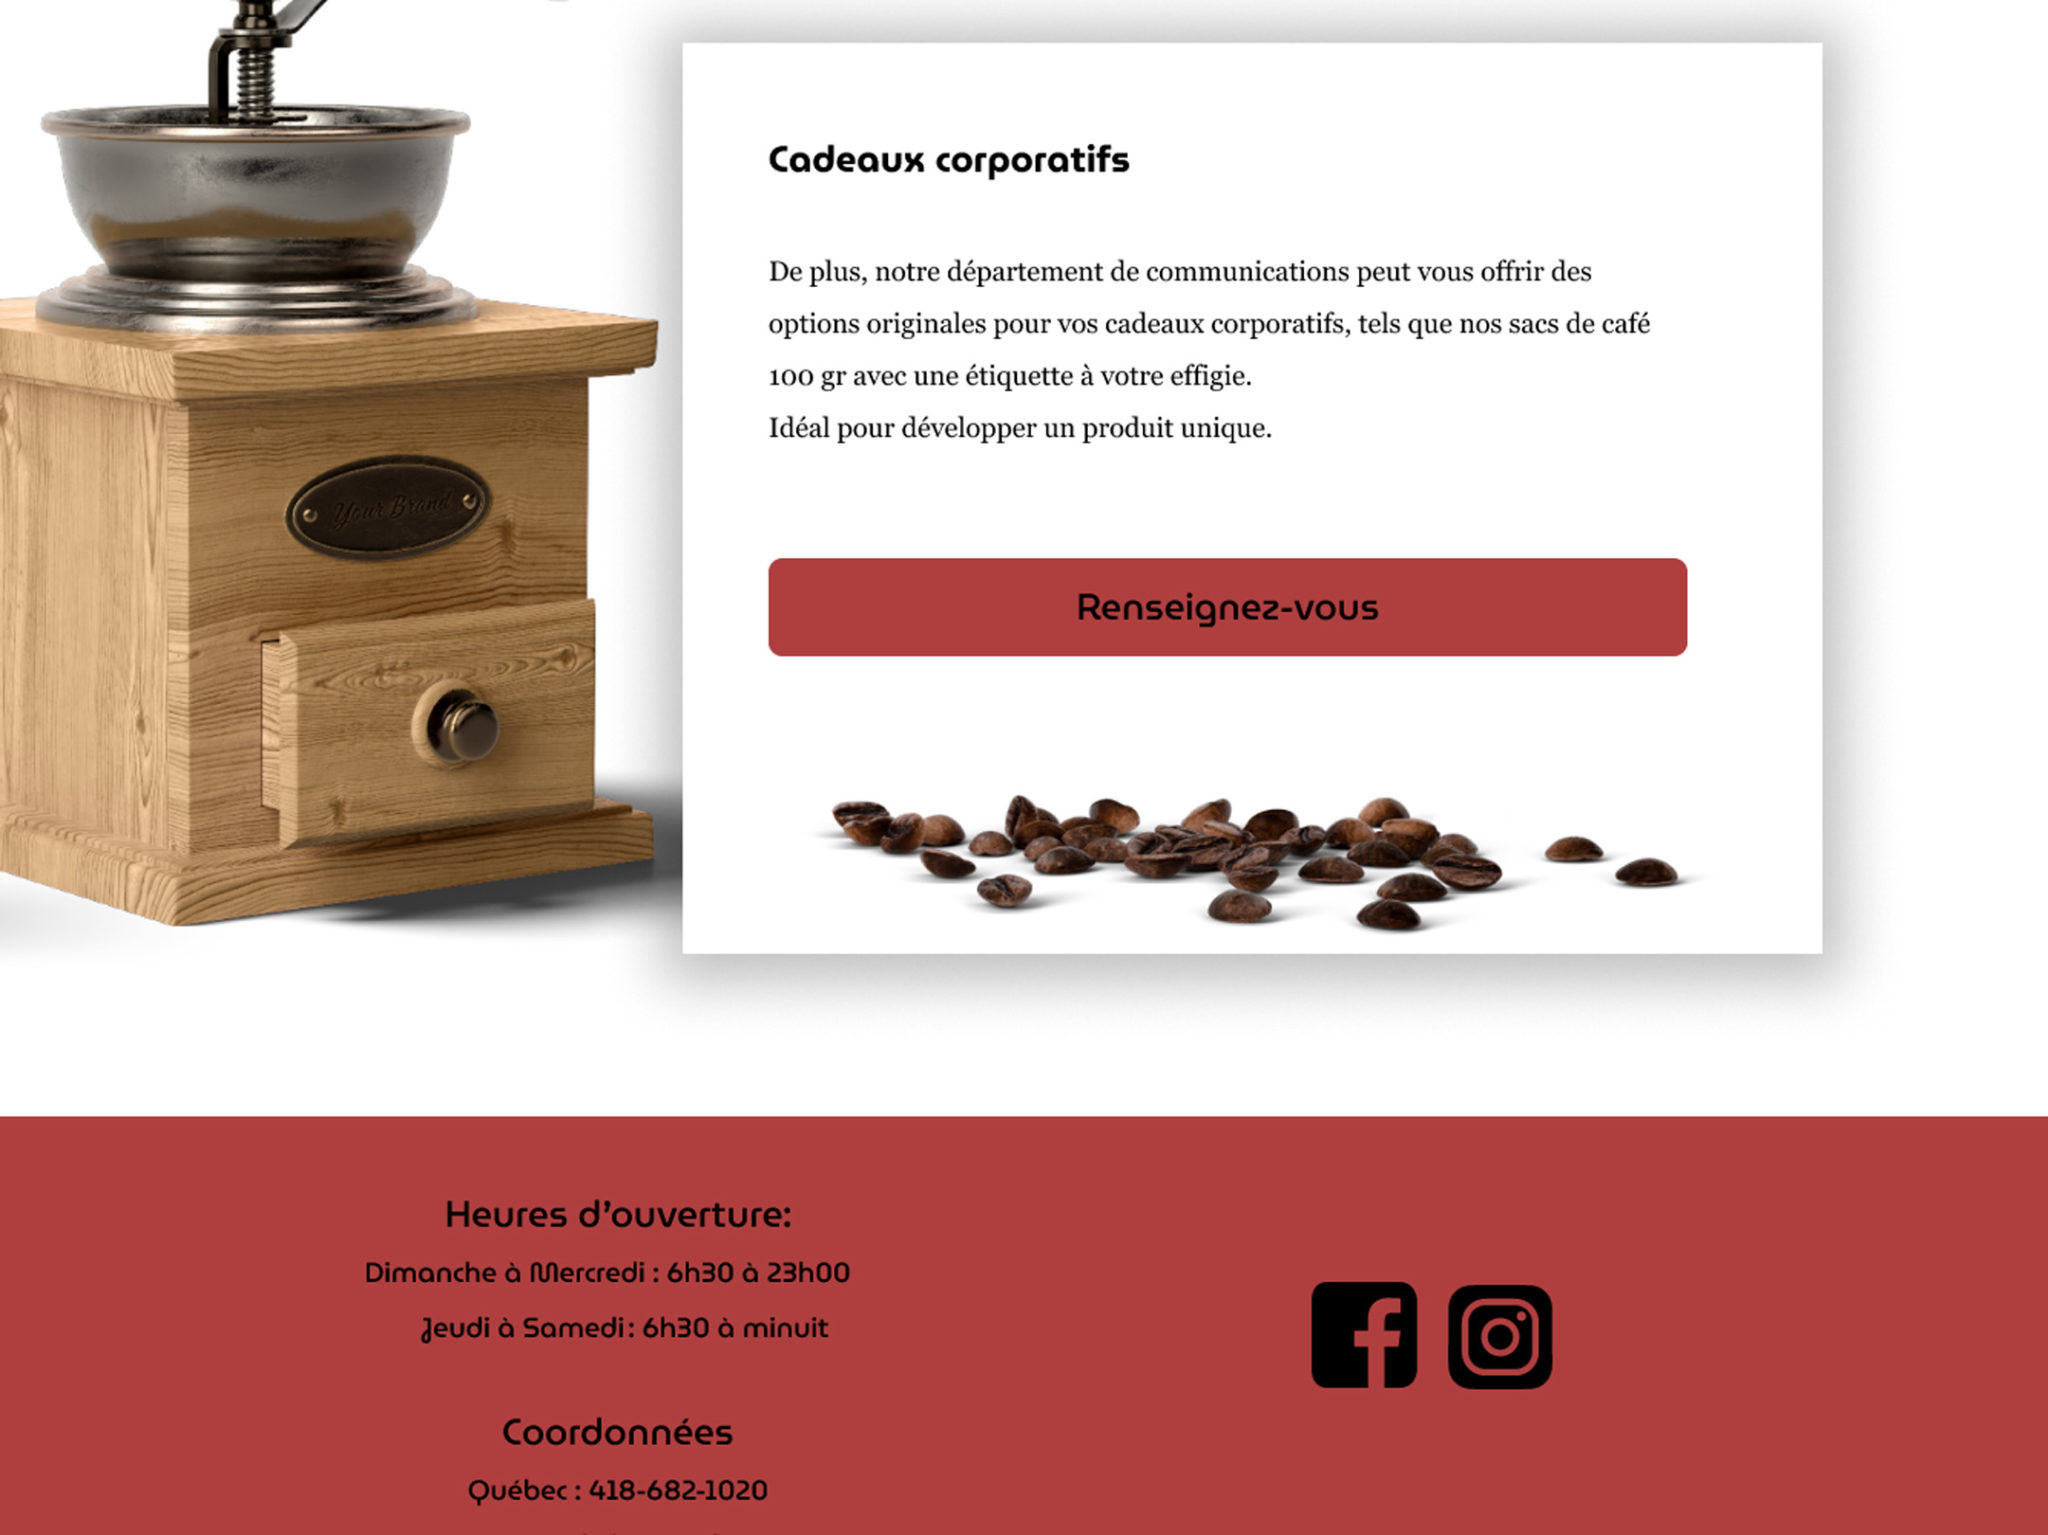 Cadeaux corporatifs
De plus, notre département de communications peut vous offrir des
options originales pour vos cadeaux corporatifs, tels que nos sacs de café
100 gr avec une étiquette à votre effigie.
Idéal pour développer un produit unique.
Your Brand
Renseignez-vous
Heures d’ouverture:
Dimanche à Mercredi : 6h30 à 23h00
Jeudi à Samedi : 6h30 à minuit
Coordonnées
Québec : 418-682-1020